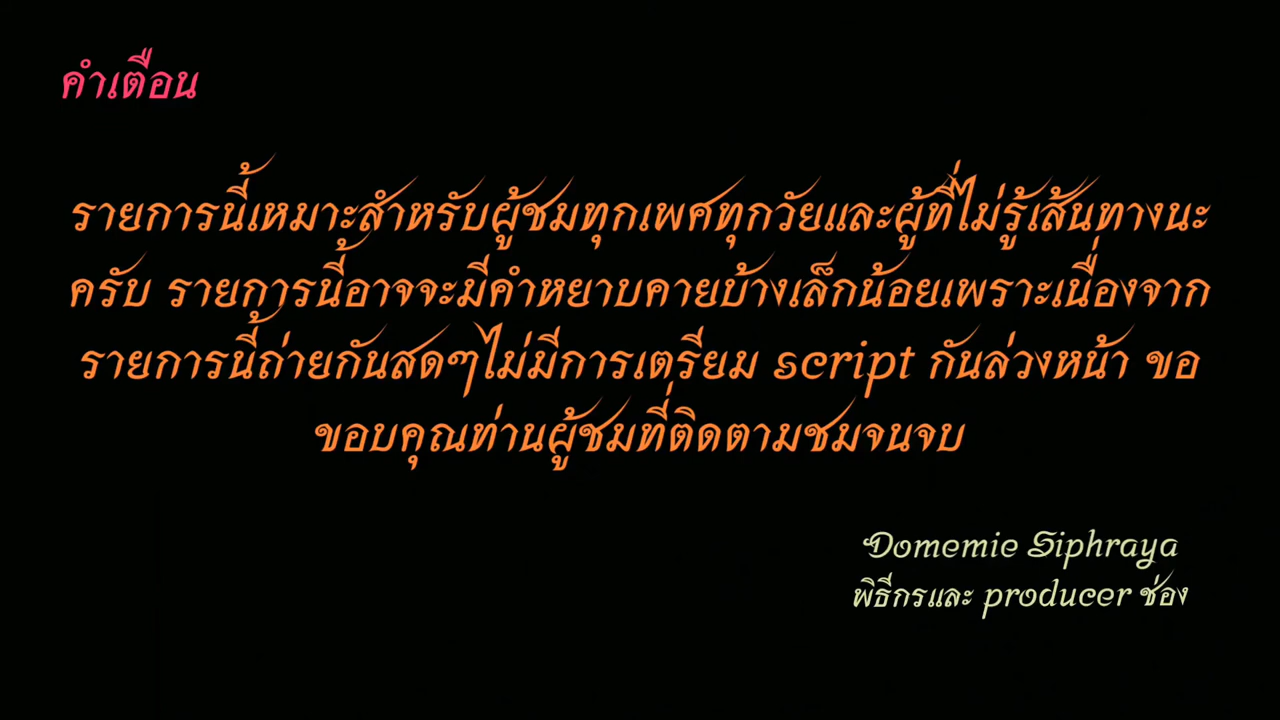 คำเตือน
รายการนี้เหมาะสำหรับผู้ชมทุกเพศทุกวัยและผู้ที่ไม่รู้เส้นทางนะ
ครับ รายการนี้อาจจะมีคำหยาบคายบ้างเล็กน้อยเพราะเนื่องจาก
รายการนี้ถ่ายกันสดๆไม่มีการเตรียม script กันล่วงหน้า ขอ
ขอบคุณท่านผู้ชมที่ติดตามชมจนจบ
Domemie Siphraya
พิธีกรและ producer ช่อง